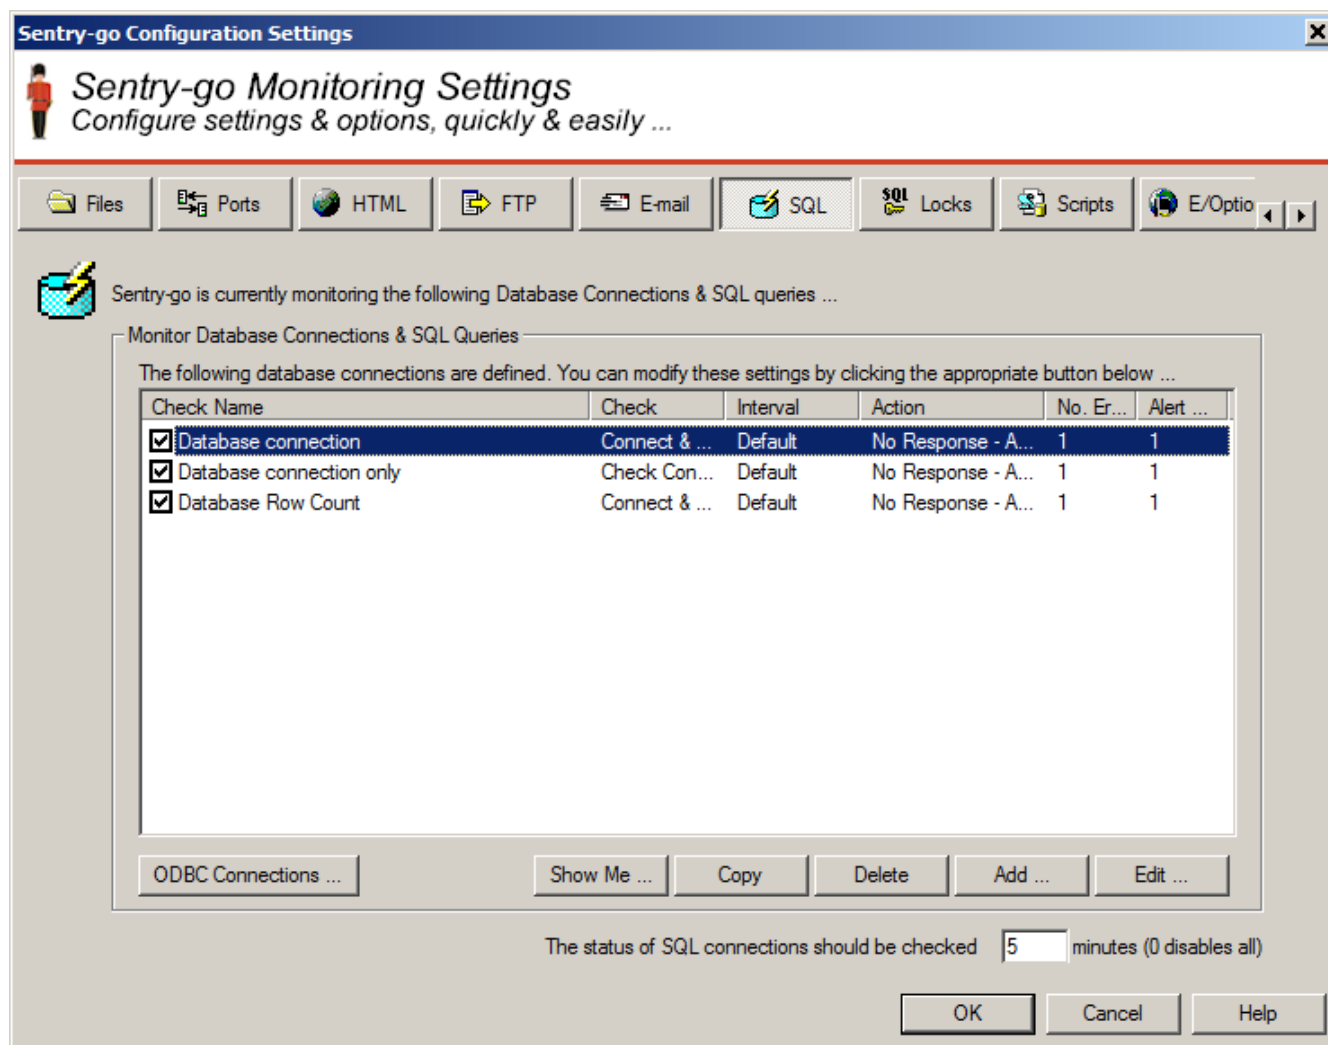 Sentry-go Configuration Settings
Sentry-go Monitoring Settings
Configure settings & options, quickly & easily ...
Files Ports HTML FTP E-mail SQL SQL Locks Scripts E/Optio
Sentry-go is currently monitoring the following Database Connections & SQL queries ...
Monitor Database Connections & SQL Queries
The following database connections are defined. You can modify these settings by clicking the appropriate button below ...
Check Name Check Interval Action No. Er... Alert ...
Database connection Connect & ... Default No Response - A... 1 1
Database connection only Check Con... Default No Response - A... 1 1
Database Row Count Connect & ... Default No Response - A... 1 1
ODBC Connections ... Show Me ... Copy Delete Add ... Edit ...
The status of SQL connections should be checked 5 minutes (0 disables all)
OK Cancel Help